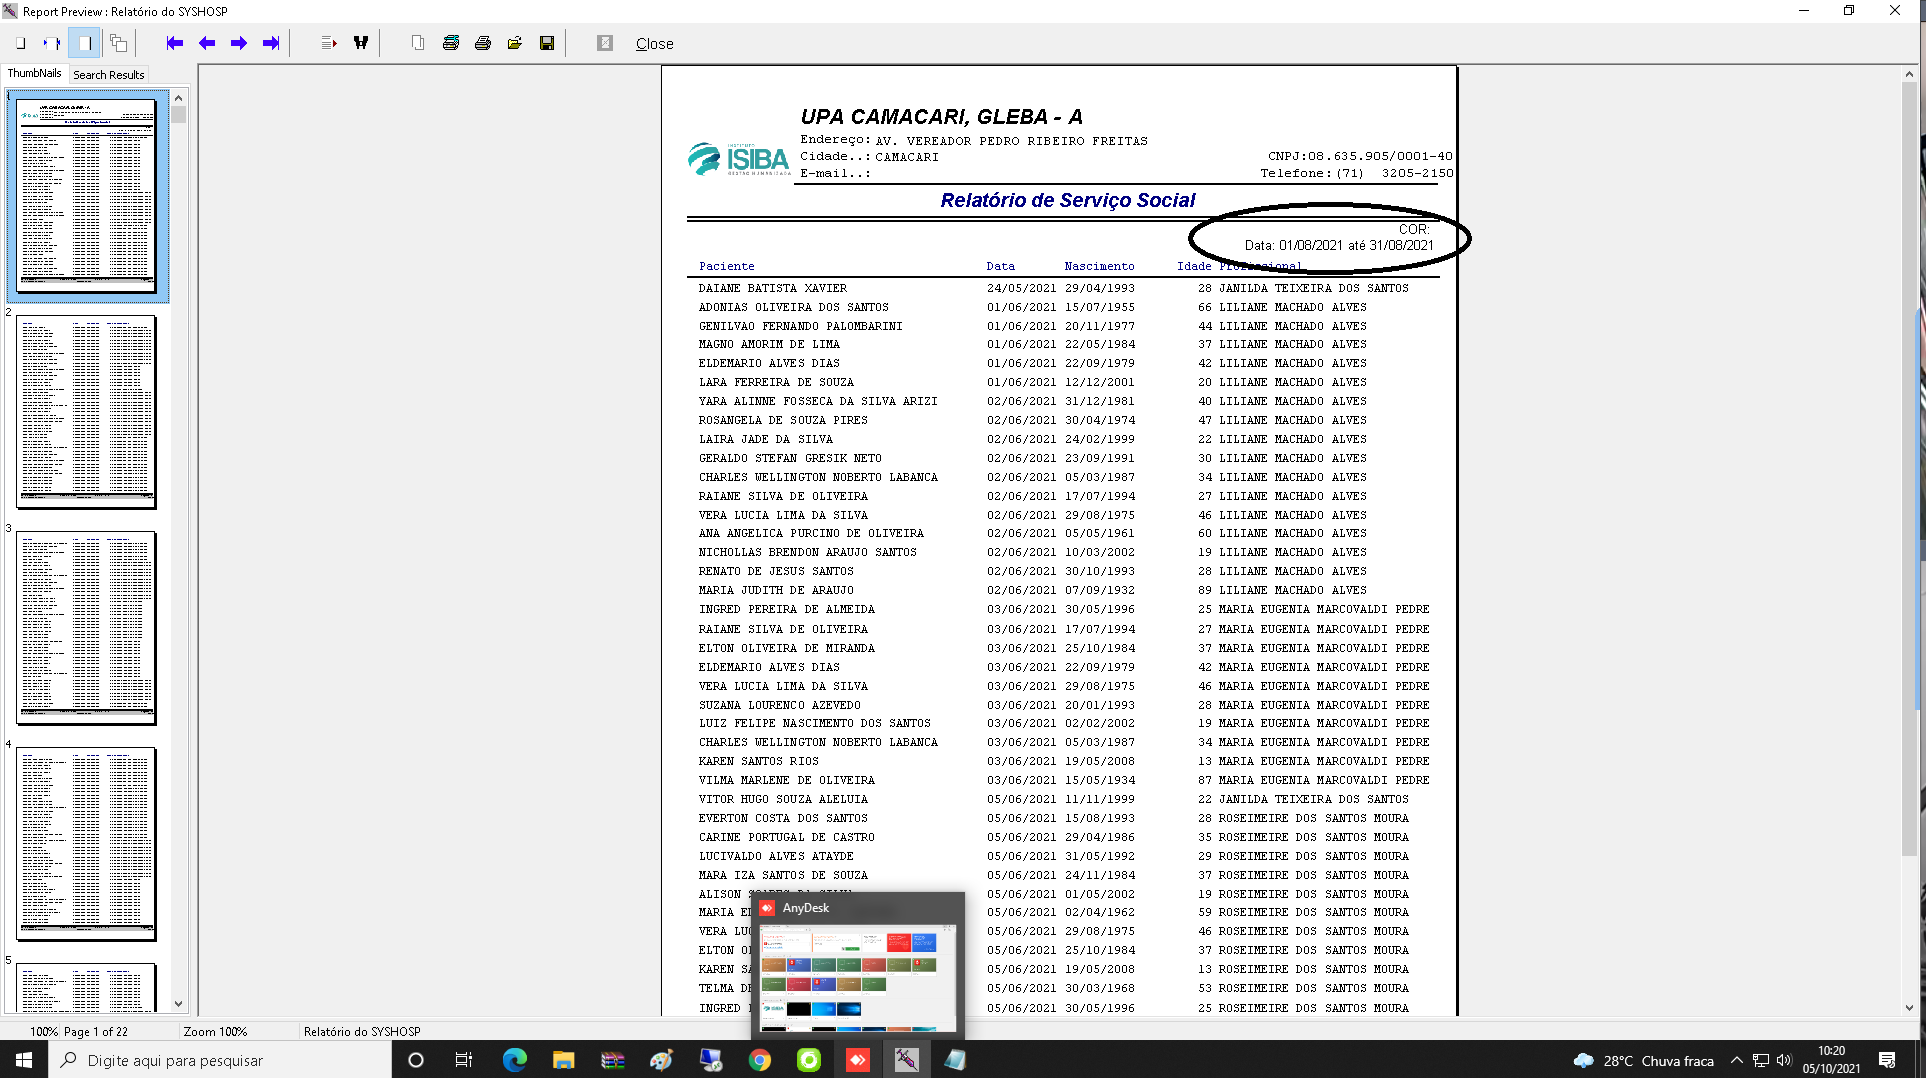 Report Preview : Relatório do SYSHOSP
Close
ThumbNails
Search Results
2
3
4
5
INSTITUTO
ISIBA
GESTÃO HUMANIZADA
UPA CAMACARI, GLEBA - A
Endereço: AV. VEREADOR PEDRO RIBEIRO FREITAS
Cidade..: CAMACARI
CNPJ:08.635.905/0001-40
E-mail..:
Telefone:(71) 3205-2150
Relatório de Serviço Social
COR:
Data: 01/08/2021 até 31/08/2021
Paciente Data Nascimento Idade Profissional
DAIANE BATISTA XAVIER 24/05/2021 29/04/1993 28 JANILDA TEIXEIRA DOS SANTOS
ADONIAS OLIVEIRA DOS SANTOS 01/06/2021 15/07/1955 66 LILIANE MACHADO ALVES
GENILVAO FERNANDO PALOMBARINI 01/06/2021 20/11/1977 44 LILIANE MACHADO ALVES
MAGNO AMORIM DE LIMA 01/06/2021 22/05/1984 37 LILIANE MACHADO ALVES
ELDEMARIO ALVES DIAS 01/06/2021 22/09/1979 42 LILIANE MACHADO ALVES
LARA FERREIRA DE SOUZA 01/06/2021 12/12/2001 20 LILIANE MACHADO ALVES
YARA ALINNE FOSSECA DA SILVA ARIZI 02/06/2021 31/12/1981 40 LILIANE MACHADO ALVES
ROSANGELA DE SOUZA PIRES 02/06/2021 30/04/1974 47 LILIANE MACHADO ALVES
LAIRA JADE DA SILVA 02/06/2021 24/02/1999 22 LILIANE MACHADO ALVES
GERALDO STEFAN GRESIK NETO 02/06/2021 23/09/1991 30 LILIANE MACHADO ALVES
CHARLES WELLINGTON NOBERTO LABANCA 02/06/2021 05/03/1987 34 LILIANE MACHADO ALVES
RAIANE SILVA DE OLIVEIRA 02/06/2021 17/07/1994 27 LILIANE MACHADO ALVES
VERA LUCIA LIMA DA SILVA 02/06/2021 29/08/1975 46 LILIANE MACHADO ALVES
ANA ANGELICA PURCINO DE OLIVEIRA 02/06/2021 05/05/1961 60 LILIANE MACHADO ALVES
NICHOLLAS BRENDON ARAUJO SANTOS 02/06/2021 10/03/2002 19 LILIANE MACHADO ALVES
RENATO DE JESUS SANTOS 02/06/2021 30/10/1993 28 LILIANE MACHADO ALVES
MARIA JUDITH DE ARAUJO 02/06/2021 07/09/1932 89 LILIANE MACHADO ALVES
INGRED PEREIRA DE ALMEIDA 03/06/2021 30/05/1996 25 MARIA EUGENIA MARCOVALDI PEDRE
RAIANE SILVA DE OLIVEIRA 03/06/2021 17/07/1994 27 MARIA EUGENIA MARCOVALDI PEDRE
ELTON OLIVEIRA DE MIRANDA 03/06/2021 25/10/1984 37 MARIA EUGENIA MARCOVALDI PEDRE
ELDEMARIO ALVES DIAS 03/06/2021 22/09/1979 42 MARIA EUGENIA MARCOVALDI PEDRE
VERA LUCIA LIMA DA SILVA 03/06/2021 29/08/1975 46 MARIA EUGENIA MARCOVALDI PEDRE
SUZANA LOURENCO AZEVEDO 03/06/2021 20/01/1993 28 MARIA EUGENIA MARCOVALDI PEDRE
LUIZ FELIPE NASCIMENTO DOS SANTOS 03/06/2021 02/02/2002 19 MARIA EUGENIA MARCOVALDI PEDRE
CHARLES WELLINGTON NOBERTO LABANCA 03/06/2021 05/03/1987 34 MARIA EUGENIA MARCOVALDI PEDRE
KAREN SANTOS RIOS 03/06/2021 19/05/2008 13 MARIA EUGENIA MARCOVALDI PEDRE
VILMA MARLENE DE OLIVEIRA 03/06/2021 15/05/1934 87 MARIA EUGENIA MARCOVALDI PEDRE
VITOR HUGO SOUZA ALELUIA 05/06/2021 11/11/1999 22 JANILDA TEIXEIRA DOS SANTOS
EVERTON COSTA DOS SANTOS 05/06/2021 15/08/1993 28 ROSEIMEIRE DOS SANTOS MOURA
CARINE PORTUGAL DE CASTRO 05/06/2021 29/04/1986 35 ROSEIMEIRE DOS SANTOS MOURA
LUCIVALDO ALVES ATAYDE 05/06/2021 31/05/1992 29 ROSEIMEIRE DOS SANTOS MOURA
MARA IZA SANTOS DE SOUZA 05/06/2021 24/11/1984 37 ROSEIMEIRE DOS SANTOS MOURA
ALISON SOARES DA SILVA 05/06/2021 01/05/2002 19 ROSEIMEIRE DOS SANTOS MOURA
MARIA 05/06/2021 02/04/1962 59 ROSEIMEIRE DOS SANTOS MOURA
VERA 05/06/2021 29/08/1975 46 ROSEIMEIRE DOS SANTOS MOURA
ELTON 05/06/2021 25/10/1984 37 ROSEIMEIRE DOS SANTOS MOURA
KAREN 05/06/2021 19/05/2008 13 ROSEIMEIRE DOS SANTOS MOURA
TELMA 05/06/2021 30/03/1968 53 ROSEIMEIRE DOS SANTOS MOURA
INGRED 05/06/2021 30/05/1996 25 ROSEIMEIRE DOS SANTOS MOURA
AnyDesk
100% Page 1 of 22 Zoom 100% Relatório do SYSHOSP
Digite aqui para pesquisar
28°C Chuva fraca
10:20
05/10/2021